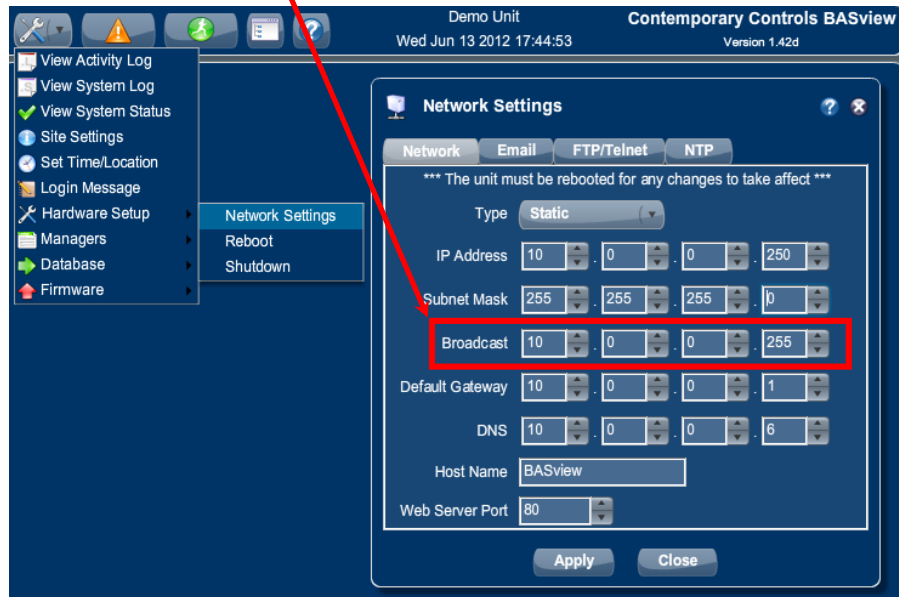 Demo Unit
Wed Jun 13 2012 17:44:53
Contemporary Controls BASview
Version 1.42d
View Activity Log
View System Log
View System Status
Site Settings
Set Time/Location
Login Message
Hardware Setup
Managers
Database
Firmware
Network Settings
Reboot
Shutdown
Network Settings
Network Email FTP/Telnet NTP
*** The unit must be rebooted for any changes to take affect ***
Type Static
IP Address 10 . 0 . 0 . 250
Subnet Mask 255 . 255 . 255 . 0
Broadcast 10 . 0 . 0 . 255
Default Gateway 10 . 0 . 0 . 1
DNS 10 . 0 . 0 . 6
Host Name BASview
Web Server Port 80
Apply Close